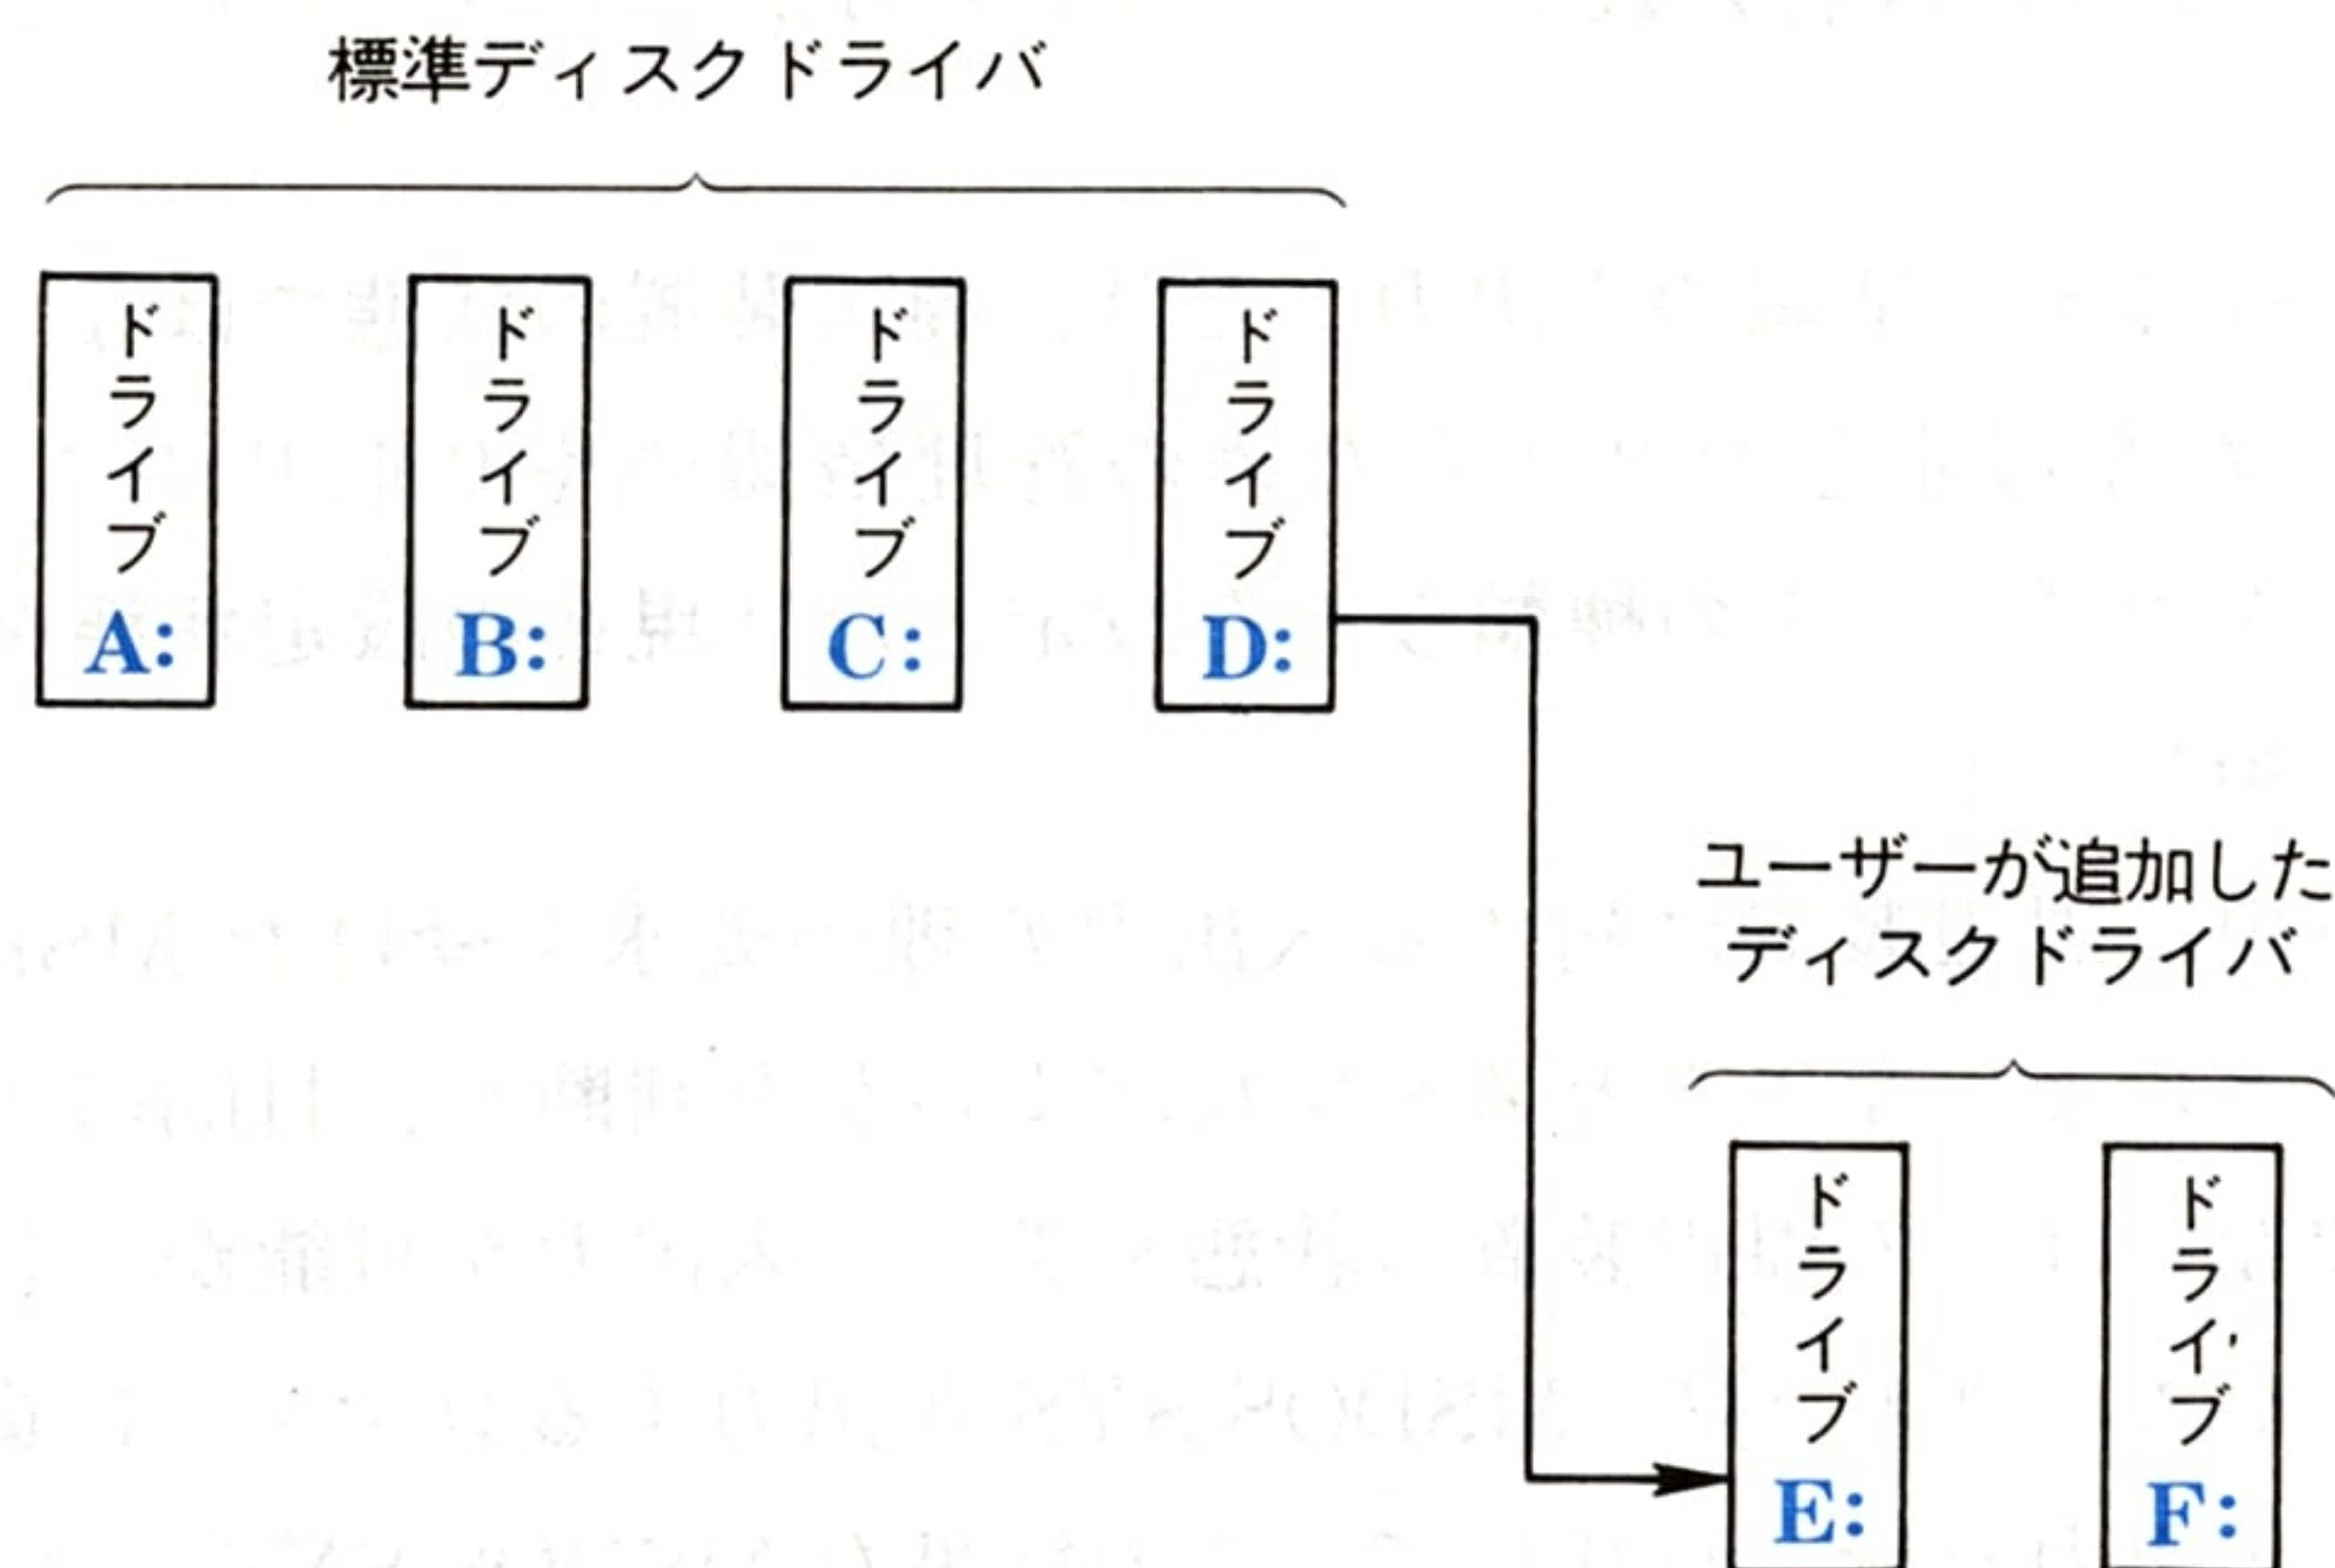 標準ディスクドライバ
ドライブ A:
ドライブ B:
ドライブ C:
ドライブ D:
ユーザーが追加した
ディスクドライバ
ドライブ E:
ドライブ F: